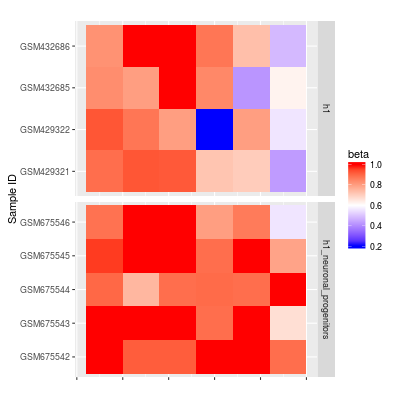 Sample ID
GSM432686
GSM432685
GSM429322
GSM429321
h1
GSM675546
GSM675545
GSM675544
GSM675543
GSM675542
h1_neuronal_progenitors
beta
1.0
0.8
0.6
0.4
0.2